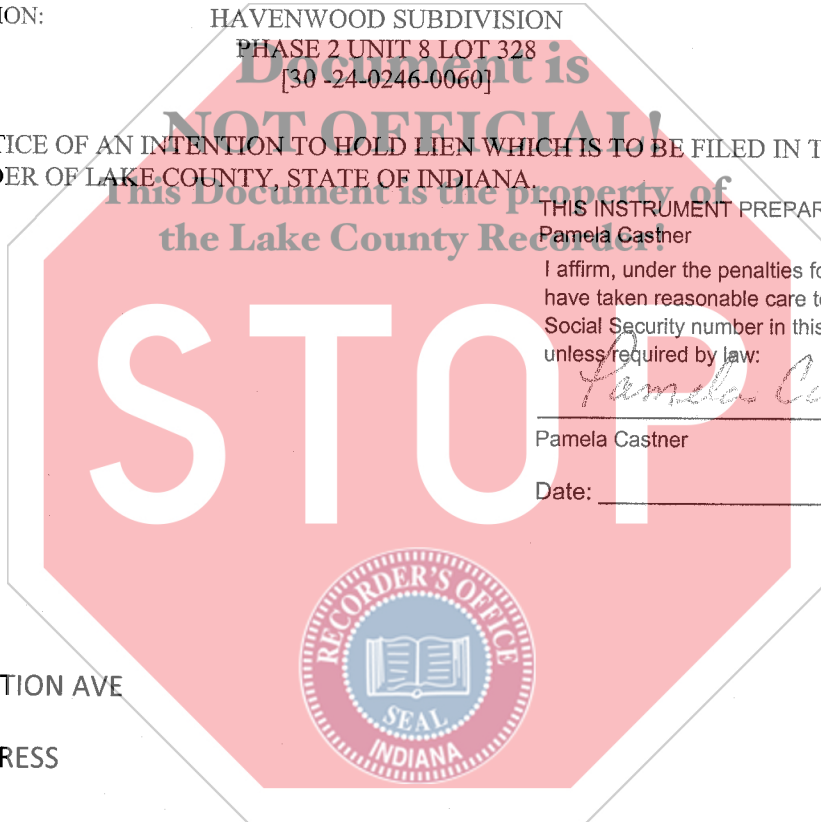 ION:
HAVENWOOD SUBDIVISION
PHASE 2 UNIT 8 LOT 328
[30 -24-0246-0060]
Document is
NOT OFFICIAL!
This Document is the property of
the Lake County Recorder!
TICE OF AN INTENTION TO HOLD LIEN WHICH IS TO BE FILED IN T
DER OF LAKE COUNTY, STATE OF INDIANA.
THIS INSTRUMENT PREPAR
Pamela Castner
I affirm, under the penalties fo
have taken reasonable care to
Social Security number in this
unless required by law:
Pamela Ca
Pamela Castner
Date:
STOP
RECORDER'S OFFICE
SEAL
INDIANA
TION AVE
RESS